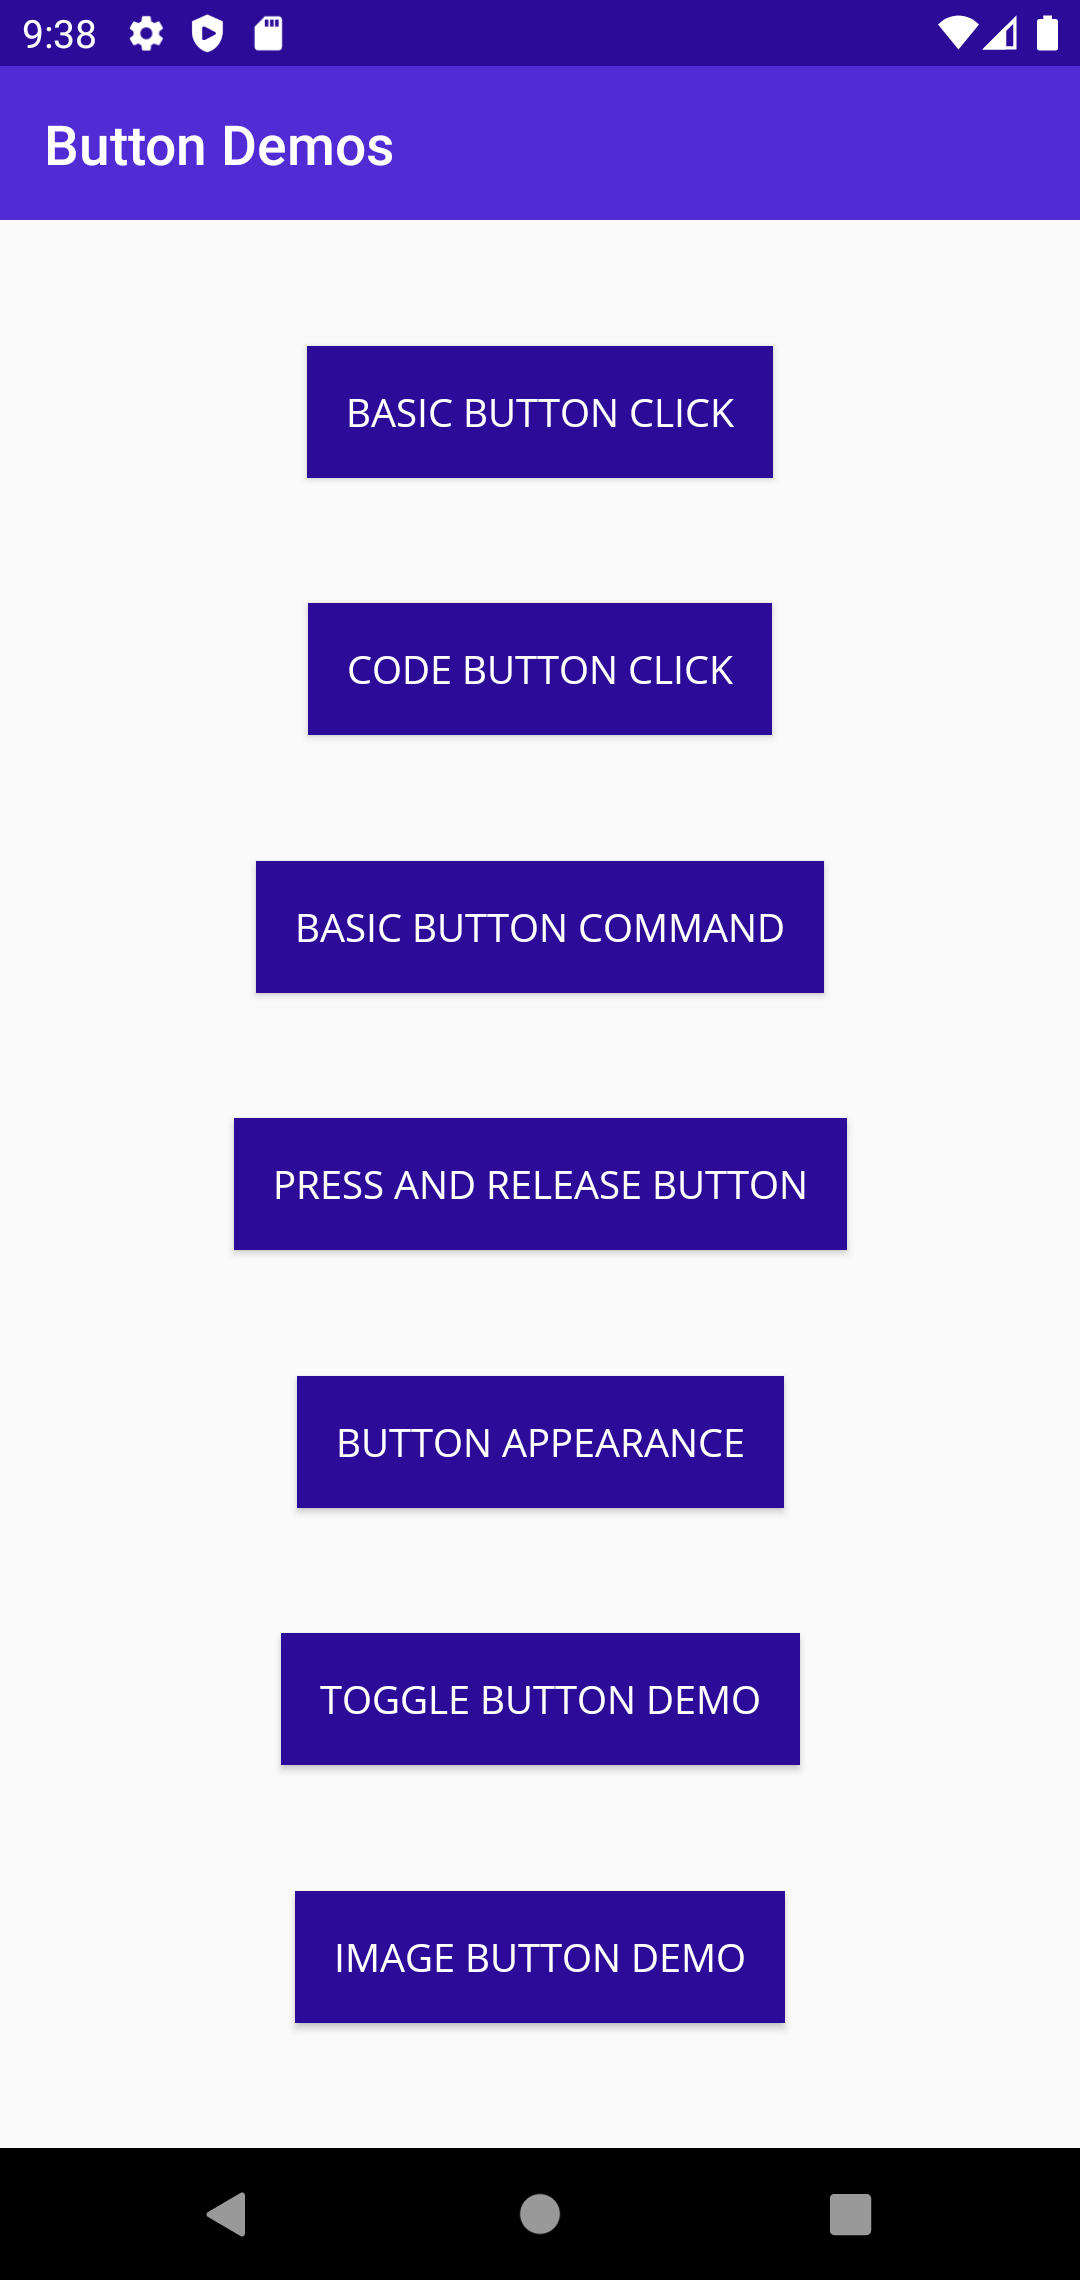 9:38
Button Demos
BASIC BUTTON CLICK
CODE BUTTON CLICK
BASIC BUTTON COMMAND
PRESS AND RELEASE BUTTON
BUTTON APPEARANCE
TOGGLE BUTTON DEMO
IMAGE BUTTON DEMO